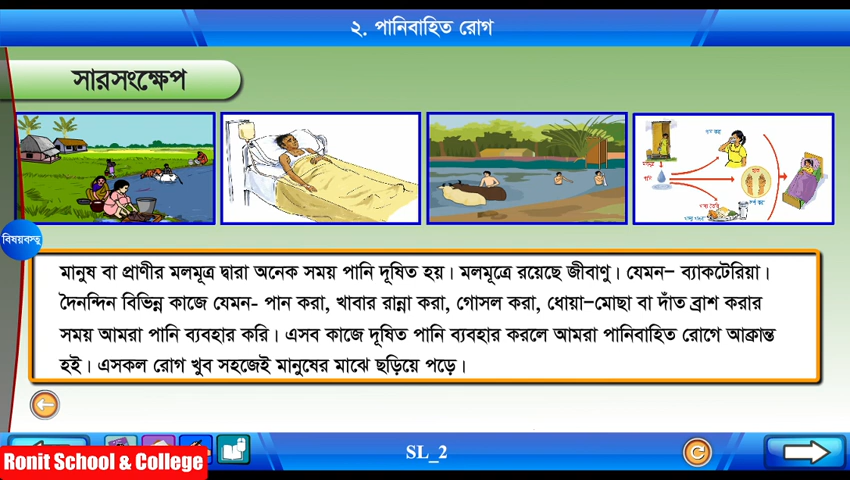 ২. পানিবাহিত রোগ
সারসংক্ষেপ
বিষয়বস্তু
মানুষ বা প্রাণীর মলমূত্র দ্বারা অনেক সময় পানি দূষিত হয়। মলমূত্রে রয়েছে জীবাণু। যেমন– ব্যাকটেরিয়া।
দৈনন্দিন বিভিন্ন কাজে যেমন- পান করা, খাবার রান্না করা, গোসল করা, ধোয়া–মোছা বা দাঁত ব্রাশ করার
সময় আমরা পানি ব্যবহার করি। এসব কাজে দূষিত পানি ব্যবহার করলে আমরা পানিবাহিত রোগে আক্রান্ত
হই। এসকল রোগ খুব সহজেই মানুষের মাঝে ছড়িয়ে পড়ে।
SL_2
Ronit School & College